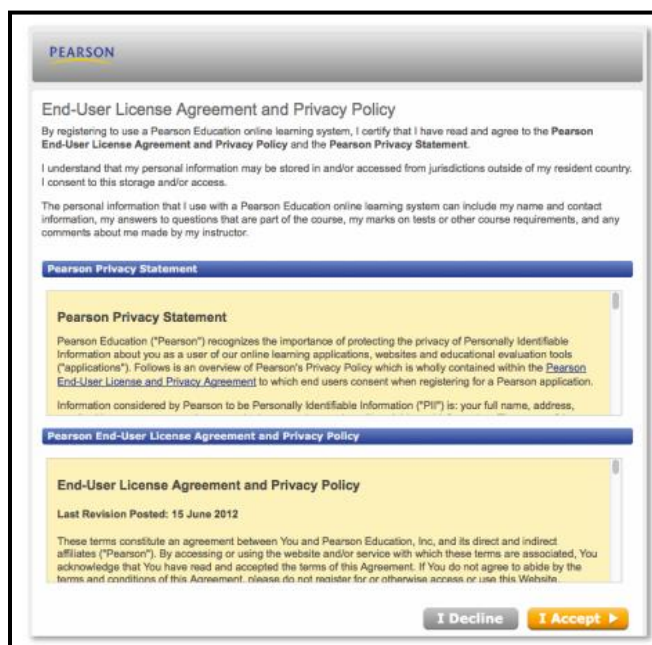 PEARSON
End-User License Agreement and Privacy Policy
By registering to use a Pearson Education online learning system, I certify that I have read and agree to the Pearson
End-User License Agreement and Privacy Policy and the Pearson Privacy Statement.
I understand that my personal information may be stored in and/or accessed from jurisdictions outside of my resident country.
I consent to this storage and/or access.
The personal information that I use with a Pearson Education online learning system can include my name and contact
information, my answers to questions that are part of the course, my marks on tests or other course requirements, and any
comments about me made by my instructor.
Pearson Privacy Statement
Pearson Privacy Statement
Pearson Education ("Pearson") recognizes the importance of protecting the privacy of Personally Identifiable
Information about you as a user of our online learning applications, websites and educational evaluation tools
("applications"). Follows is an overview of Pearson's Privacy Policy which is wholly contained within the Pearson
End-User License and Privacy Agreement to which end users consent when registering for a Pearson application.
Information considered by Pearson to be Personally Identifiable Information ("PII") is: your full name, address,
Pearson End-User License Agreement and Privacy Policy
End-User License Agreement and Privacy Policy
Last Revision Posted: 15 June 2012
These terms constitute an agreement between You and Pearson Education, Inc, and its direct and indirect
affiliates ("Pearson"). By accessing or using the website and/or service with which these terms are associated, You
acknowledge that You have read and accepted the terms of this Agreement. If You do not agree to abide by the
terms and conditions of this Agreement, please do not register for or otherwise access or use this Website.
I Decline
I Accept